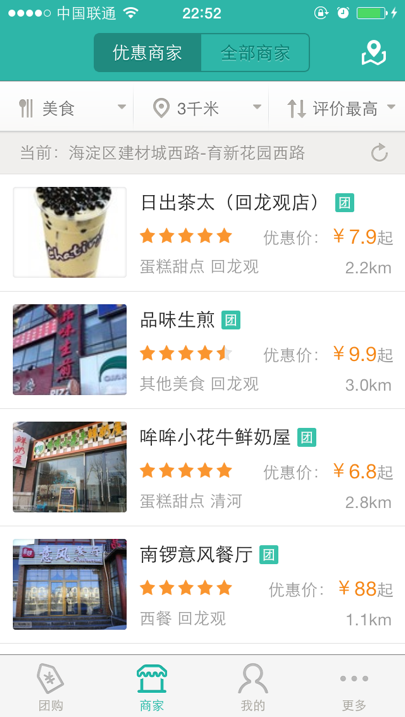 中国联通 22:52
优惠商家 全部商家
美食 3千米 评价最高
当前：海淀区建材城西路-育新花园西路
日出茶太（回龙观店） 团
优惠价：￥7.9起
蛋糕甜点 回龙观 2.2km
品味生煎 团
优惠价：￥9.9起
其他美食 回龙观 3.0km
哞哞小花牛鲜奶屋 团
优惠价：￥6.8起
蛋糕甜点 清河 2.8km
南锣意风餐厅 团
优惠价：￥88起
西餐 回龙观 1.1km
团购 商家 我的 更多